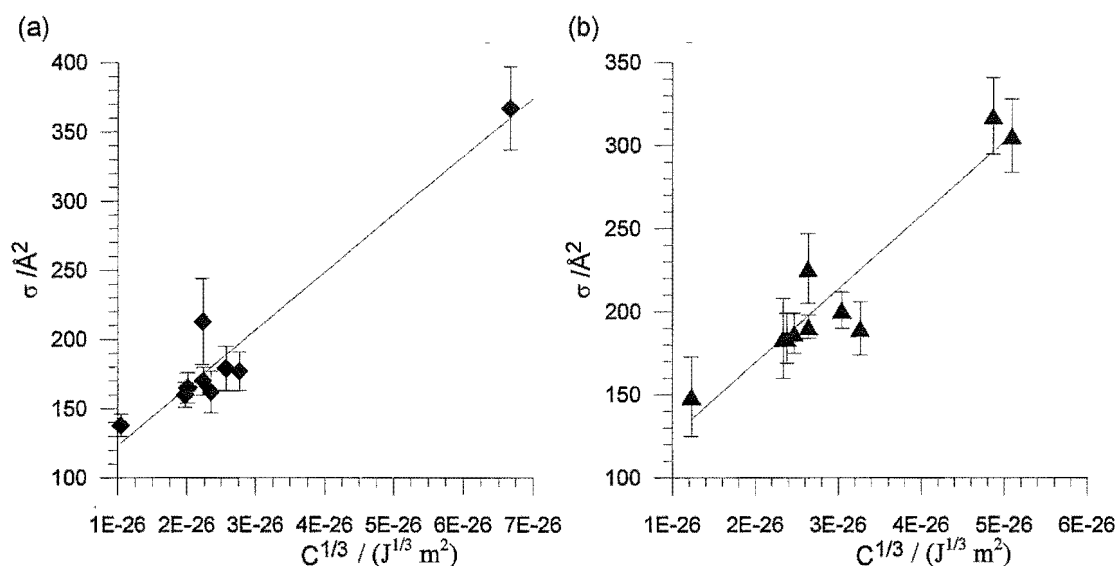 (a)
400
350
300
250
200
150
100
σ /Å²
1E-26 2E-26 3E-26 4E-26 5E-26 6E-26 7E-26
C^1/3 / (J^1/3 m²)
(b)
350
300
250
200
150
100
σ /Å²
1E-26 2E-26 3E-26 4E-26 5E-26 6E-26
C^1/3 / (J^1/3 m²)